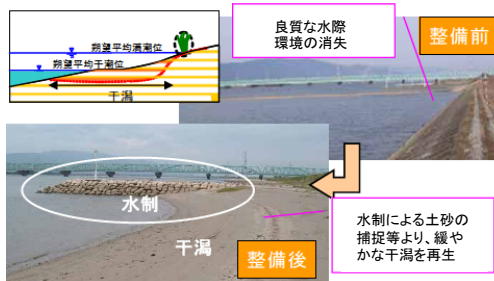 朔望平均満潮位
朔望平均干潮位
干潟
良質な水際
環境の消失
整備前
水制
干潟
整備後
水制による土砂の
捕捉等より、緩や
かな干潟を再生